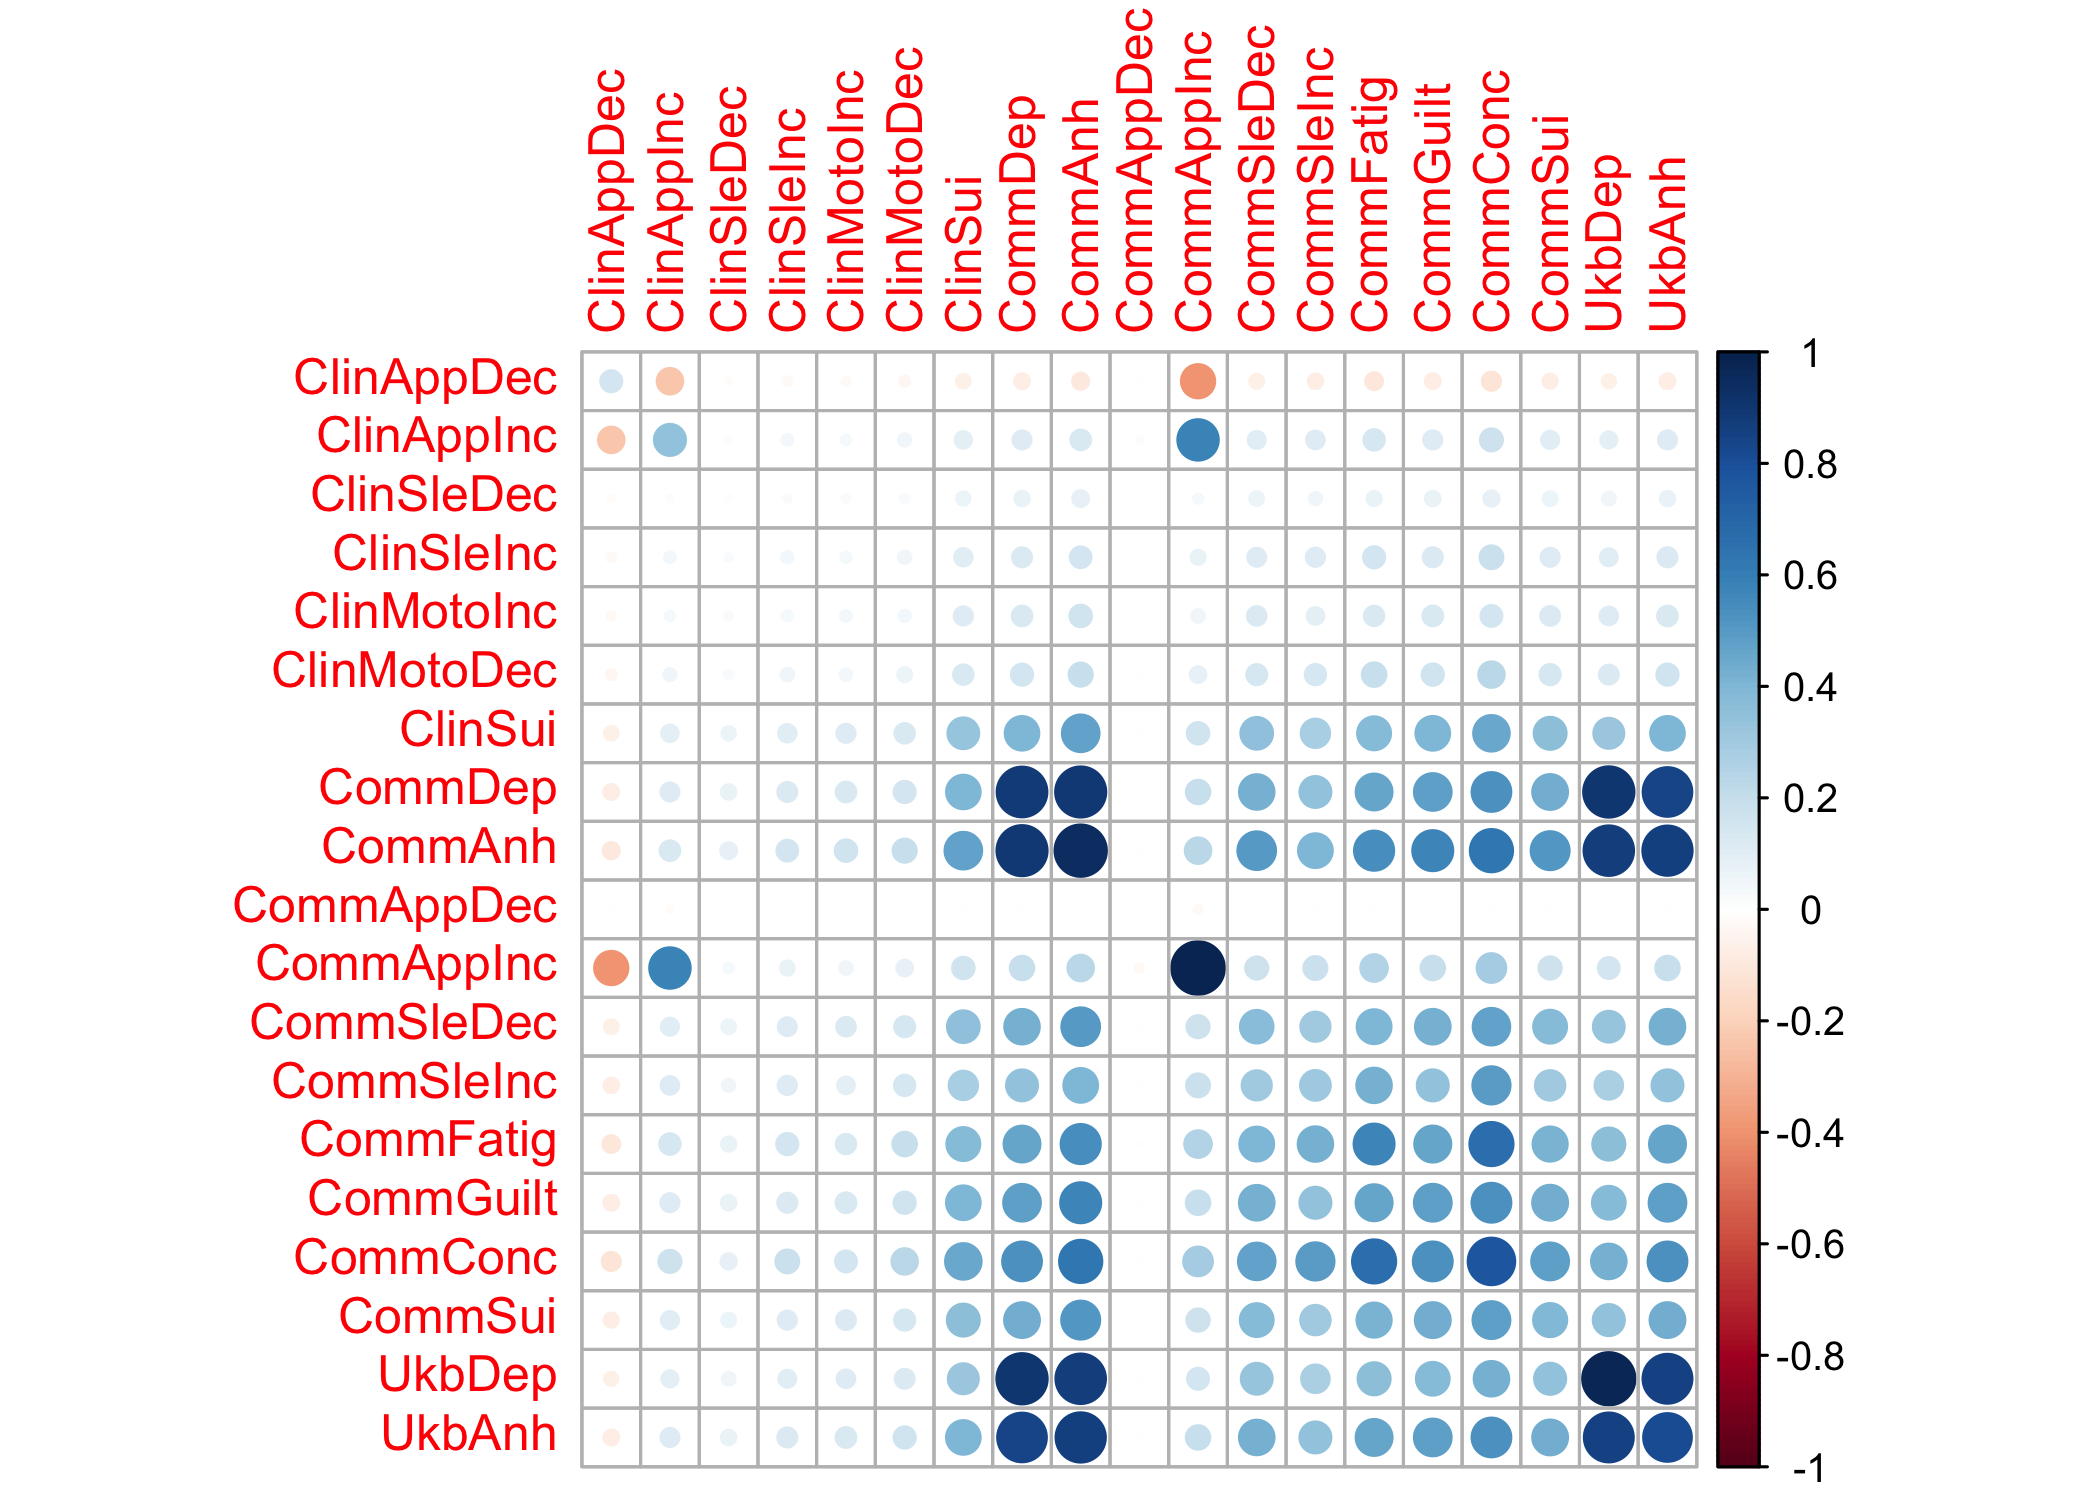 ClinAppDec
ClinAppInc
ClinSleDec
ClinSleInc
ClinMotoInc
ClinMotoDec
ClinSui
CommDep
CommAnh
CommAppDec
CommAppInc
CommSleDec
CommSleInc
CommFatig
CommGuilt
CommConc
CommSui
UkbDep
UkbAnh
ClinAppDec
ClinAppInc
ClinSleDec
ClinSleInc
ClinMotoInc
ClinMotoDec
ClinSui
CommDep
CommAnh
CommAppDec
CommAppInc
CommSleDec
CommSleInc
CommFatig
CommGuilt
CommConc
CommSui
UkbDep
UkbAnh
1
0.8
0.6
0.4
0.2
0
-0.2
-0.4
-0.6
-0.8
-1